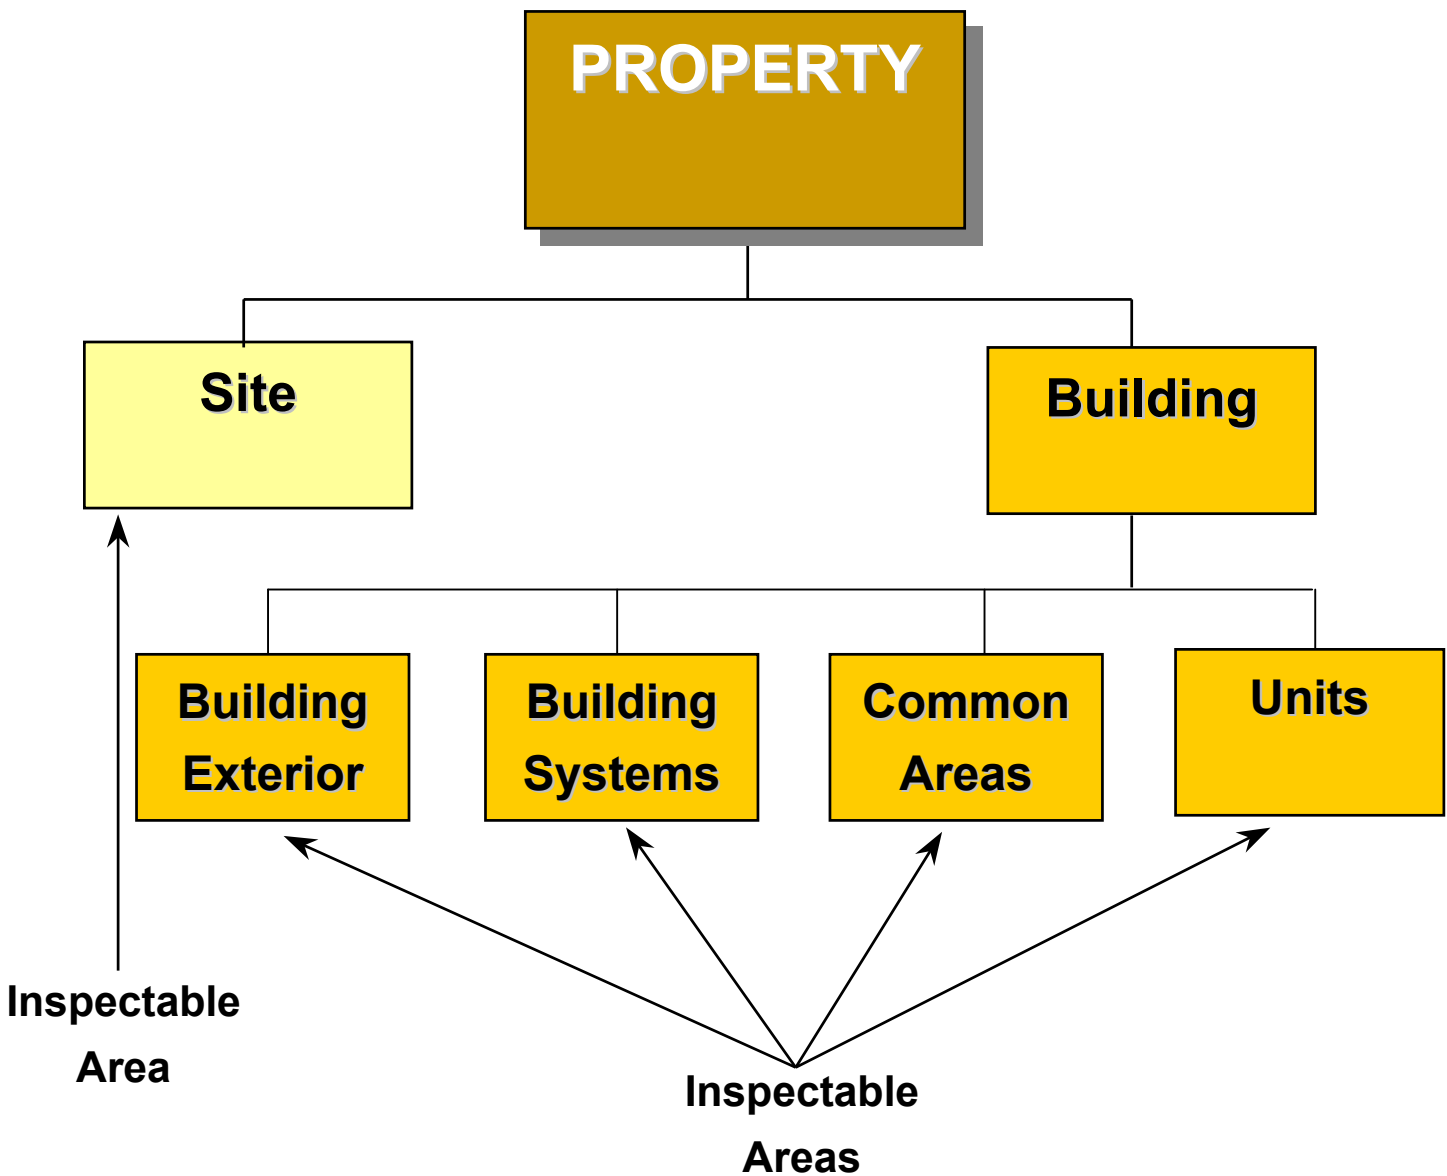 PROPERTY
Site
Building
Building
Exterior
Building
Systems
Common
Areas
Units
Inspectable
Area
Inspectable
Areas